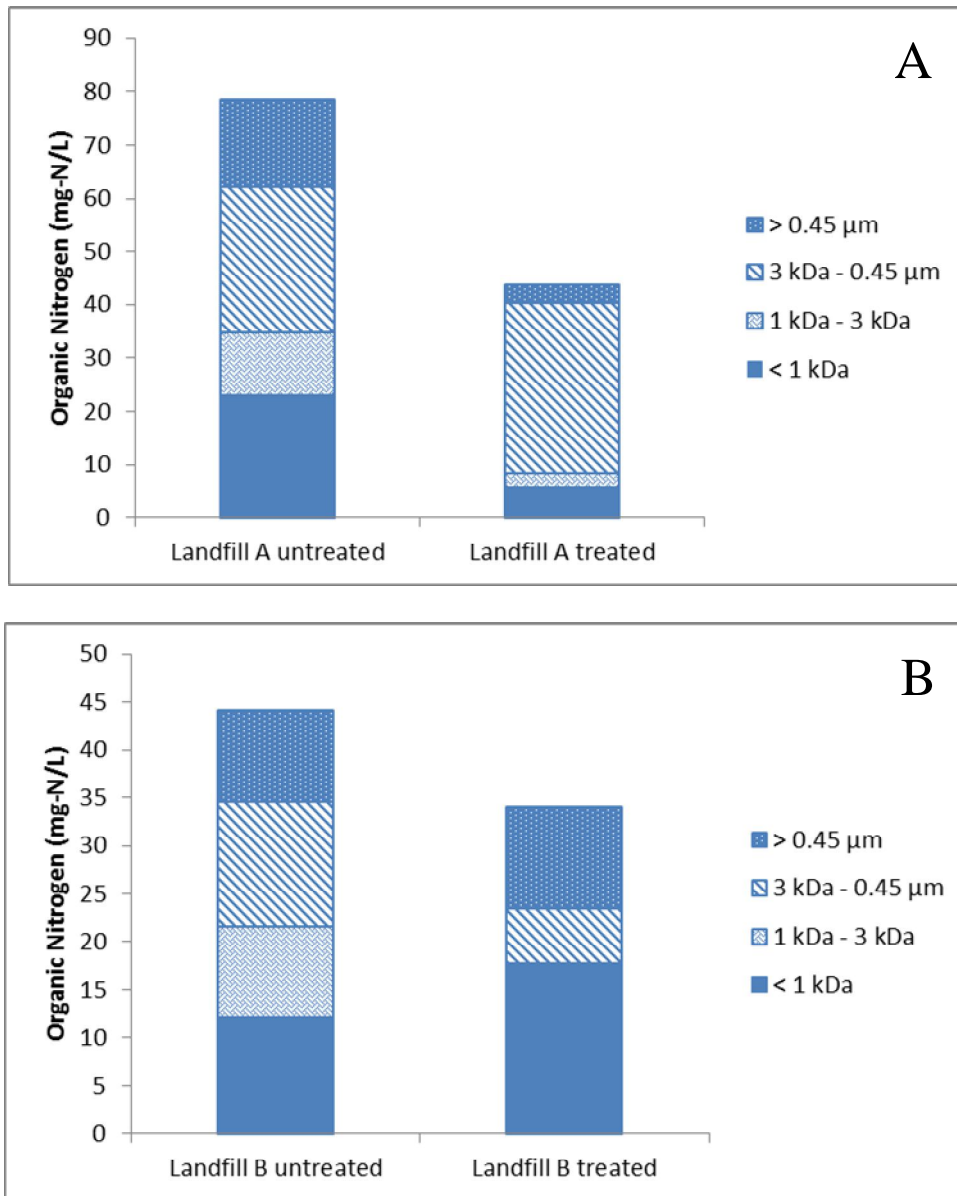 A
90
80
70
60
50
40
30
20
10
0
Organic Nitrogen (mg-N/L)
Landfill A untreated
Landfill A treated
> 0.45 µm
3 kDa - 0.45 µm
1 kDa - 3 kDa
< 1 kDa
B
50
45
40
35
30
25
20
15
10
5
0
Organic Nitrogen (mg-N/L)
Landfill B untreated
Landfill B treated
> 0.45 µm
3 kDa - 0.45 µm
1 kDa - 3 kDa
< 1 kDa